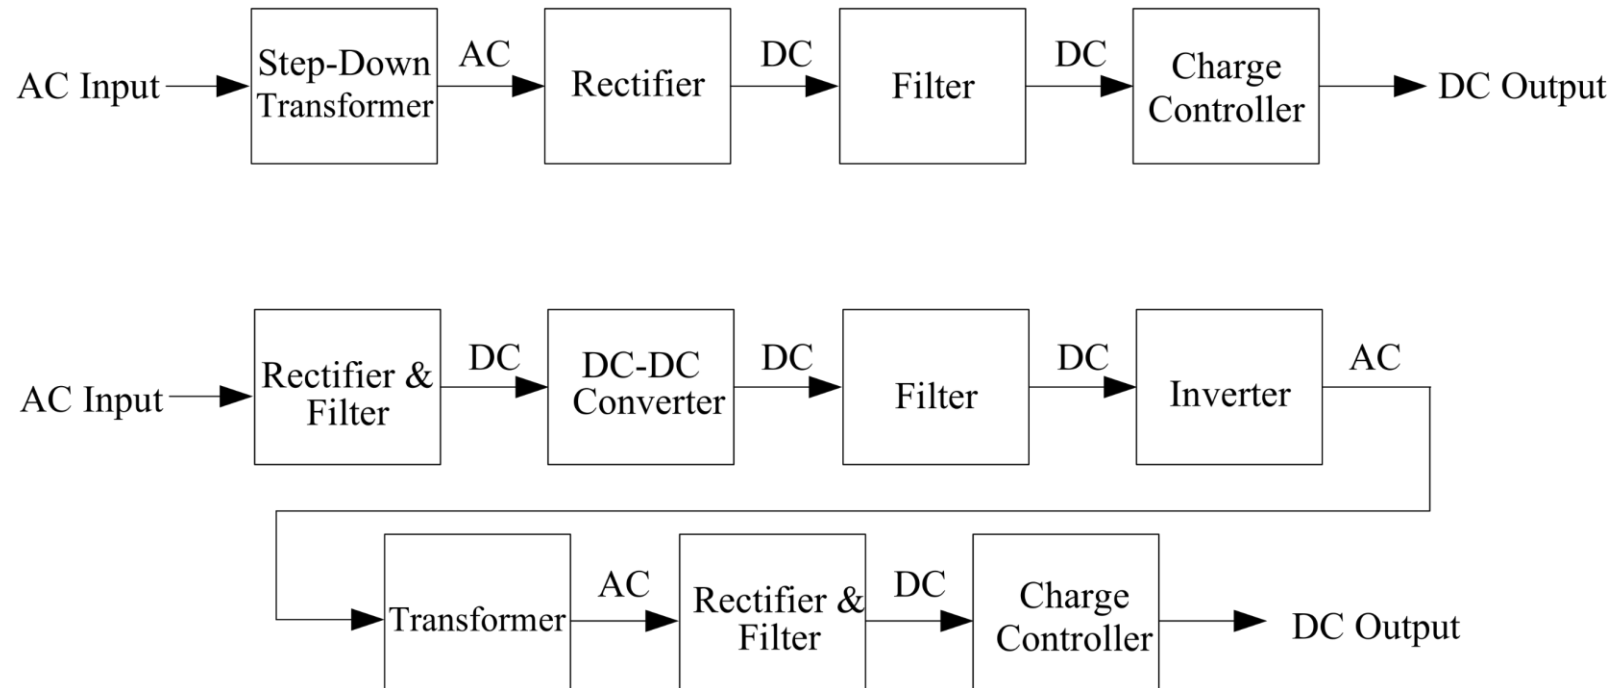 AC Input
Step-Down
Transformer
AC
Rectifier
DC
Filter
DC
Charge
Controller
DC Output
AC Input
Rectifier &
Filter
DC
DC-DC
Converter
DC
Filter
DC
Inverter
AC
Transformer
AC
Rectifier &
Filter
DC
Charge
Controller
DC Output